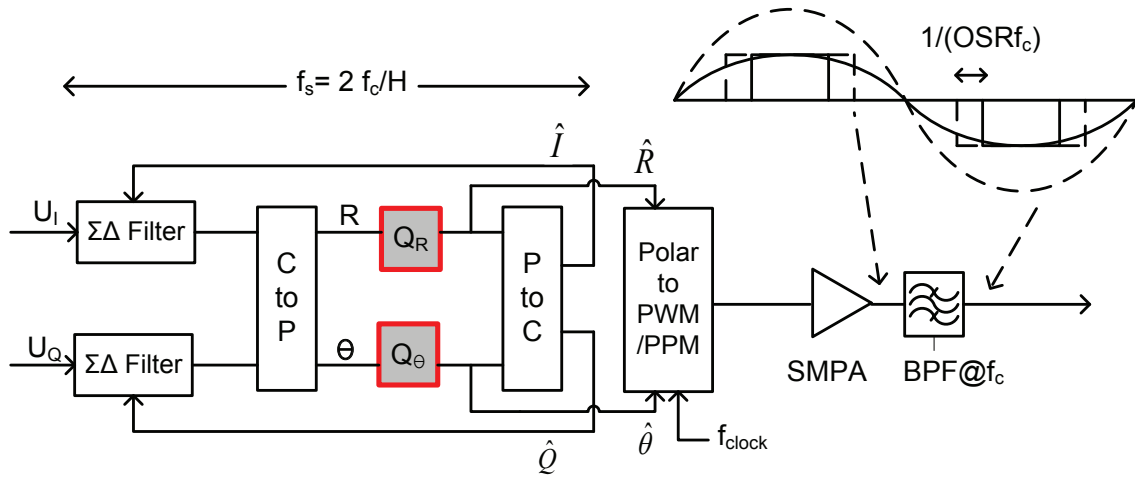 f_s= 2 f_c/H
1/(OSRf_c)
Î
R̂
U_I
ΣΔ Filter
C to P
R
Q_R
P to C
Polar to PWM /PPM
U_Q
ΣΔ Filter
Θ
Q_Θ
SMPA
BPF@f_c
Q̂
θ̂
f_clock